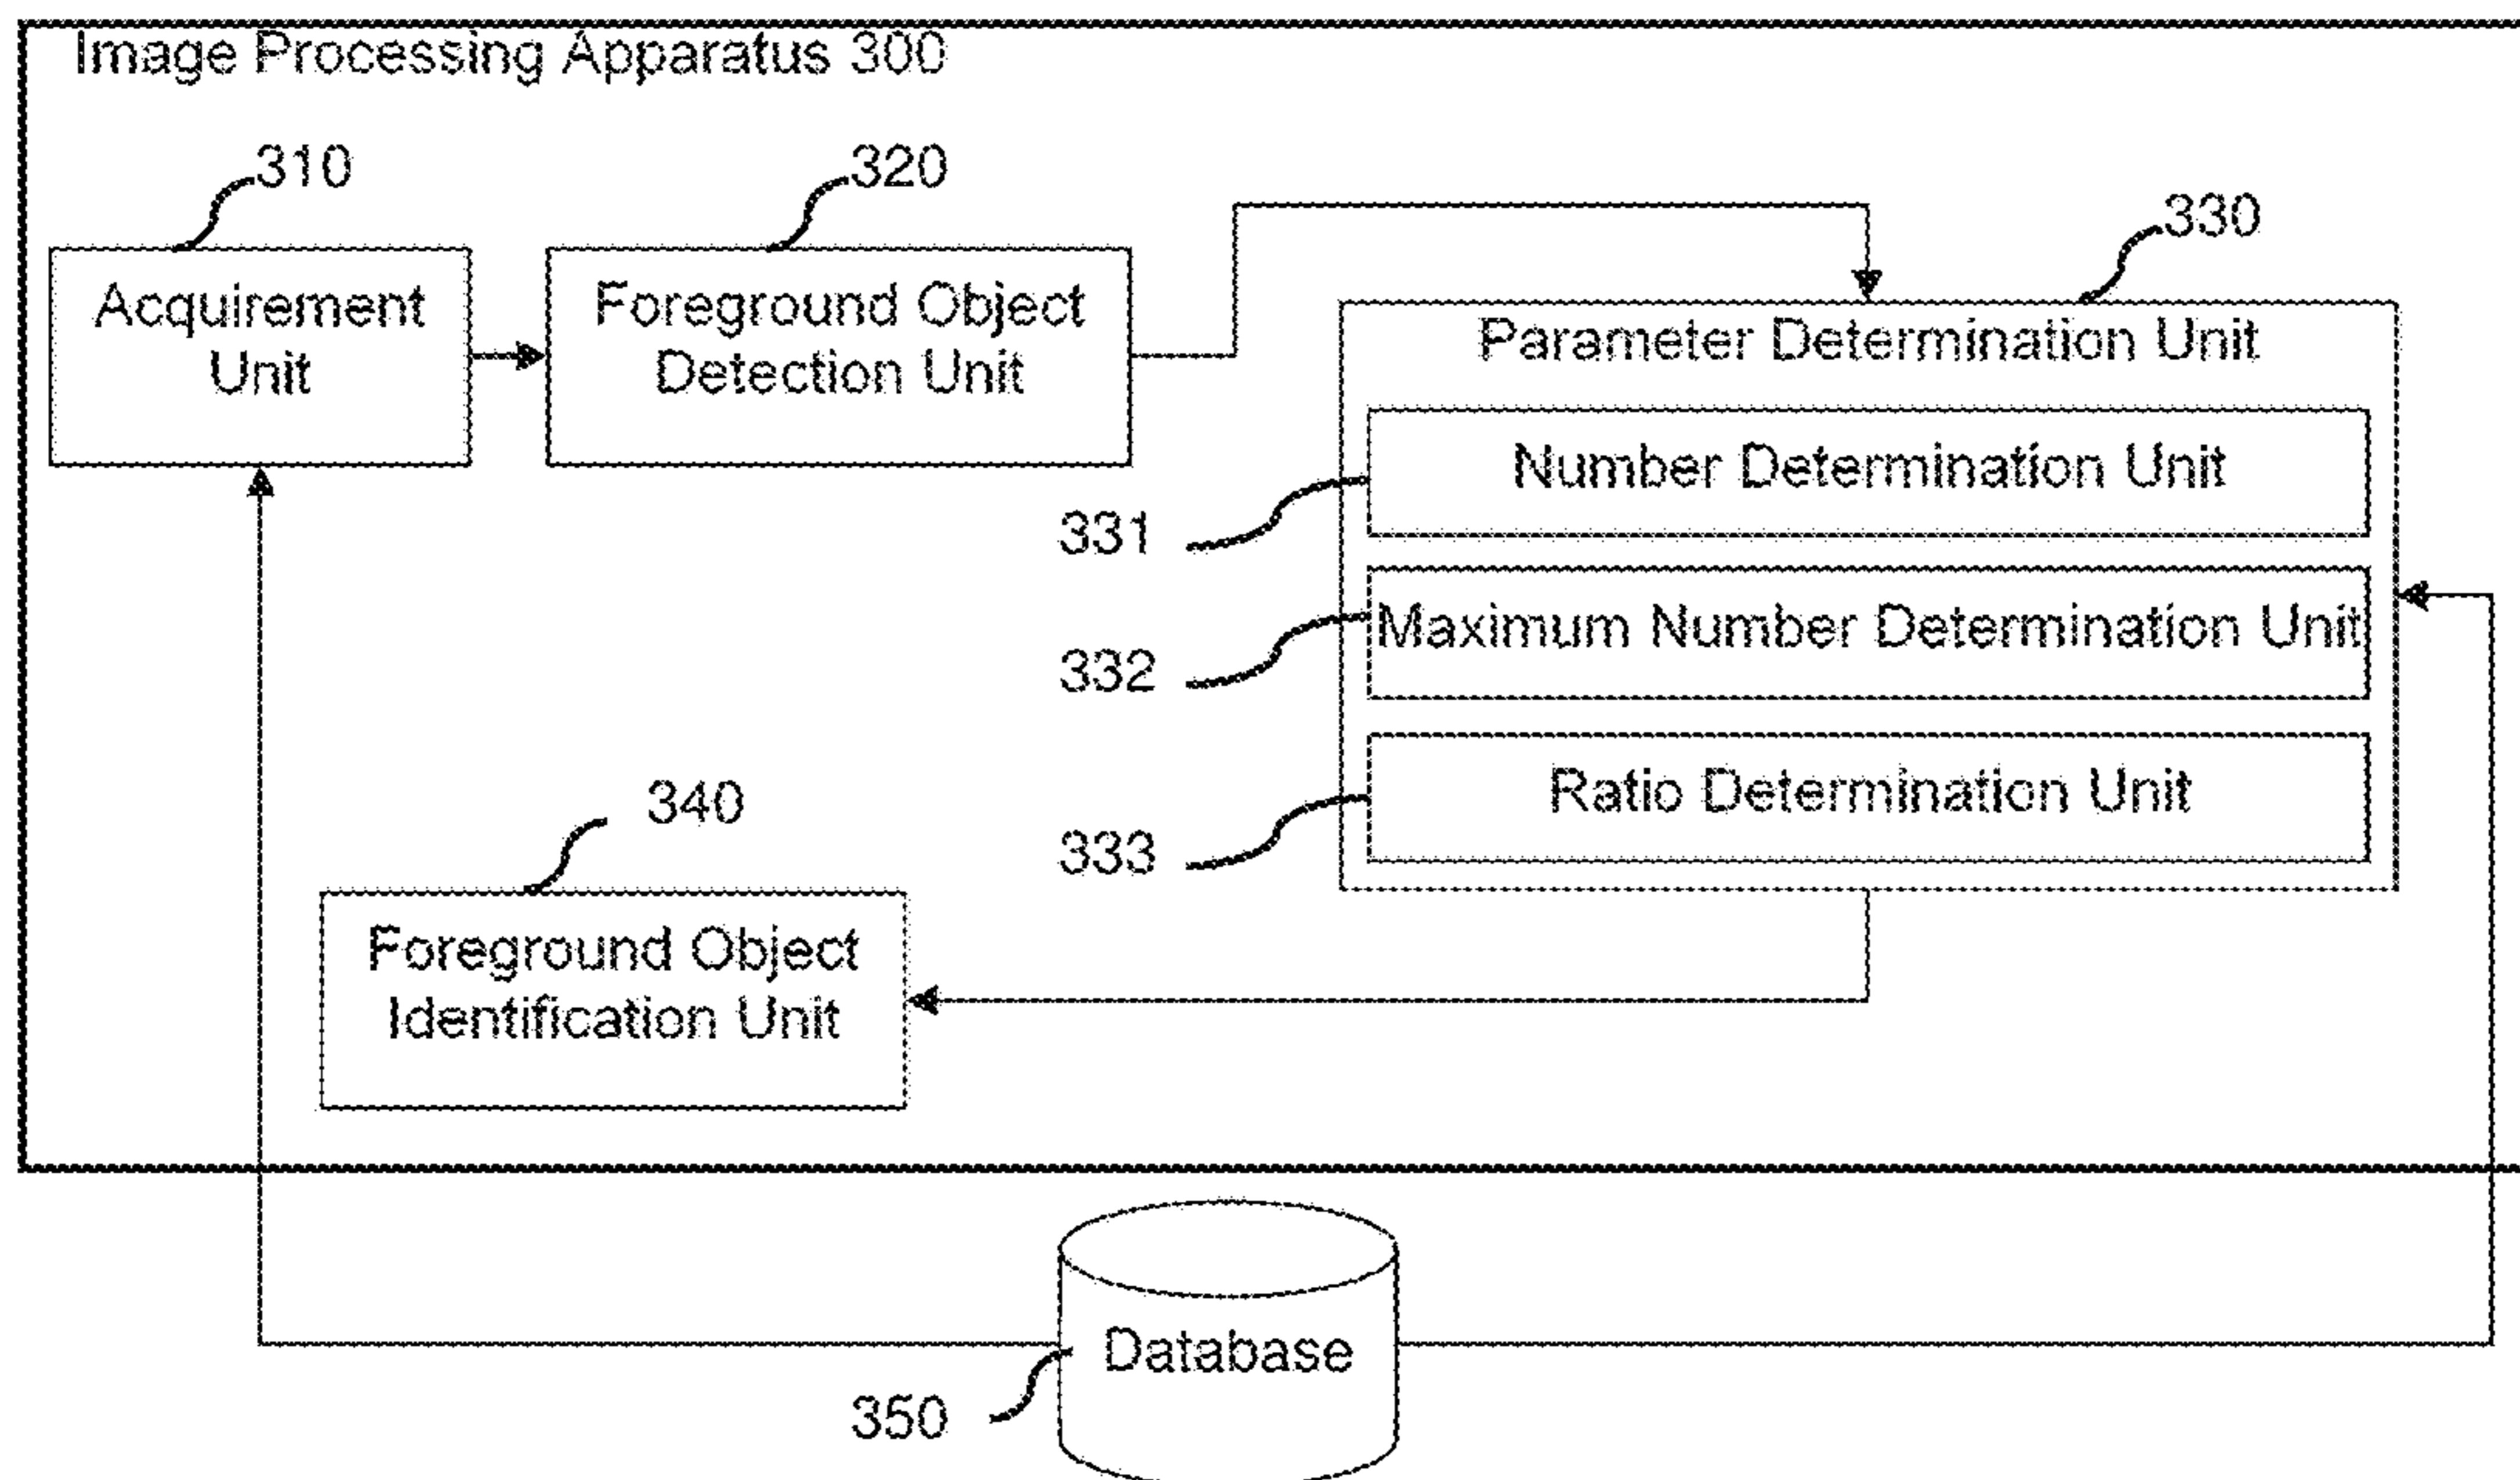 Image Processing Apparatus 300
310
320
330
Acquirement
Unit
Foreground Object
Detection Unit
Parameter Determination Unit
Number Determination Unit
331
Maximum Number Determination Unit
332
Ratio Determination Unit
333
340
Foreground Object
Identification Unit
Database
350